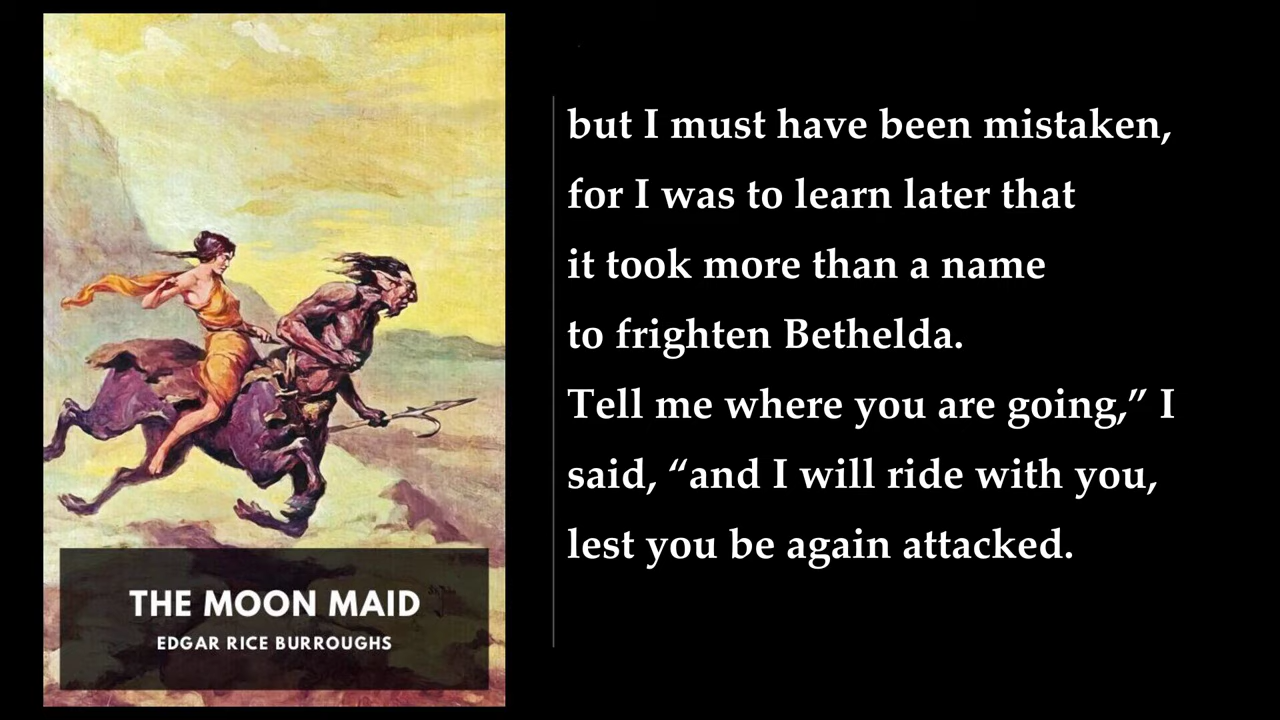 but I must have been mistaken,
for I was to learn later that
it took more than a name
to frighten Bethelda.
Tell me where you are going,” I
said, “and I will ride with you,
lest you be again attacked.
THE MOON MAID
EDGAR RICE BURROUGHS